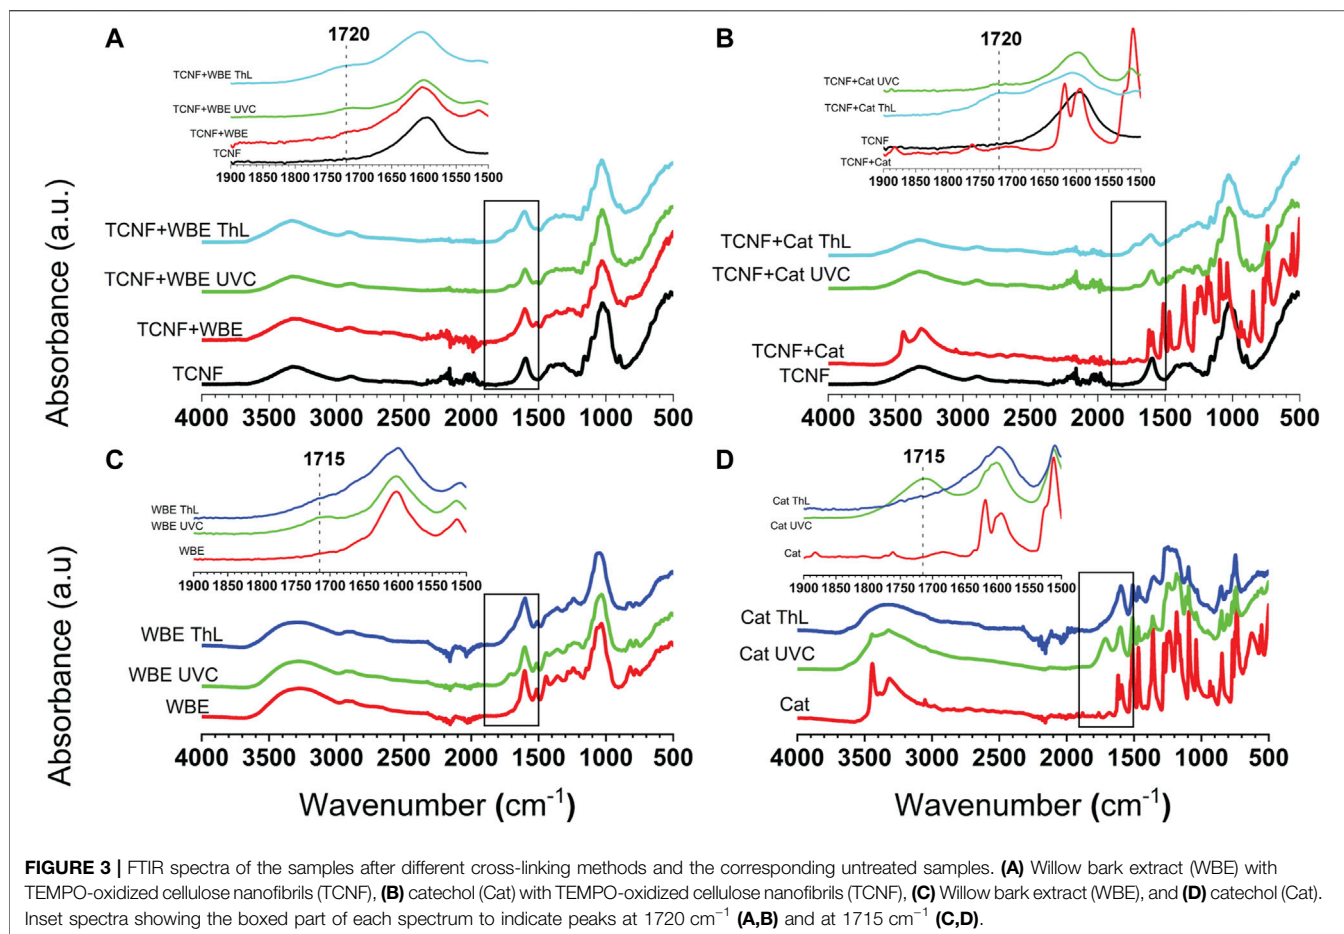 A
1720
TCNF+WBE ThL
TCNF+WBE UVC
TCNF+WBE
TCNF
1900 1850 1800 1750 1700 1650 1600 1550 1500
TCNF+WBE ThL
TCNF+WBE UVC
TCNF+WBE
TCNF
4000 3500 3000 2500 2000 1500 1000 500
Absorbance (a.u.)
B
1720
TCNF+Cat UVC
TCNF+Cat ThL
TCNF
TCNF+Cat
1900 1850 1800 1750 1700 1650 1600 1550 1500
TCNF+Cat ThL
TCNF+Cat UVC
TCNF+Cat
TCNF
4000 3500 3000 2500 2000 1500 1000 500
C
1715
WBE ThL
WBE UVC
WBE
1900 1850 1800 1750 1700 1650 1600 1550 1500
WBE ThL
WBE UVC
WBE
4000 3500 3000 2500 2000 1500 1000 500
Absorbance (a.u)
Wavenumber (cm⁻¹)
D
1715
Cat ThL
Cat UVC
Cat
1900 1850 1800 1750 1700 1650 1600 1550 1500
Cat ThL
Cat UVC
Cat
4000 3500 3000 2500 2000 1500 1000 500
Wavenumber (cm⁻¹)
FIGURE 3 | FTIR spectra of the samples after different cross-linking methods and the corresponding untreated samples. (A) Willow bark extract (WBE) with
TEMPO-oxidized cellulose nanofibrils (TCNF), (B) catechol (Cat) with TEMPO-oxidized cellulose nanofibrils (TCNF), (C) Willow bark extract (WBE), and (D) catechol (Cat).
Inset spectra showing the boxed part of each spectrum to indicate peaks at 1720 cm⁻¹ (A,B) and at 1715 cm⁻¹ (C,D).